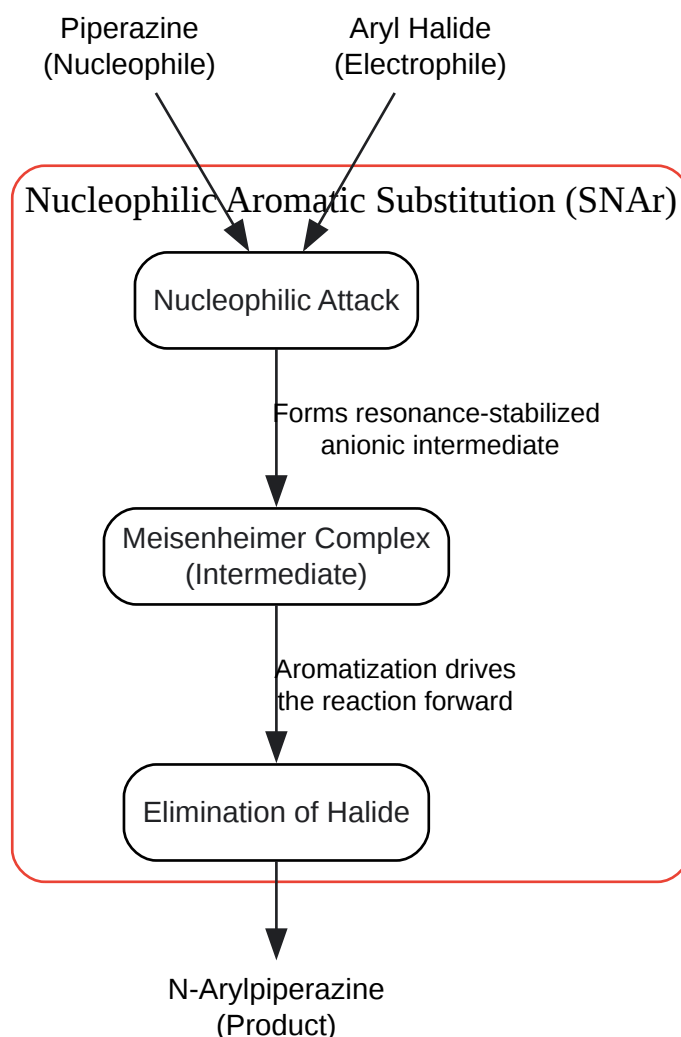 Piperazine
(Nucleophile)
Aryl Halide
(Electrophile)
Nucleophilic Aromatic Substitution (SNAr)
Nucleophilic Attack
Forms resonance-stabilized
anionic intermediate
Meisenheimer Complex
(Intermediate)
Aromatization drives
the reaction forward
Elimination of Halide
N-Arylpiperazine
(Product)